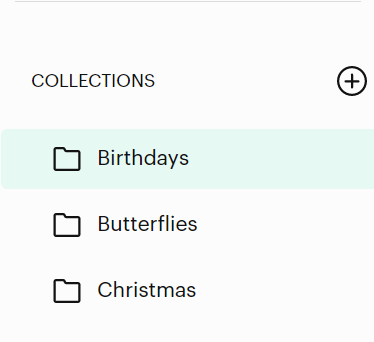 COLLECTIONS
Birthdays
Butterflies
Christmas